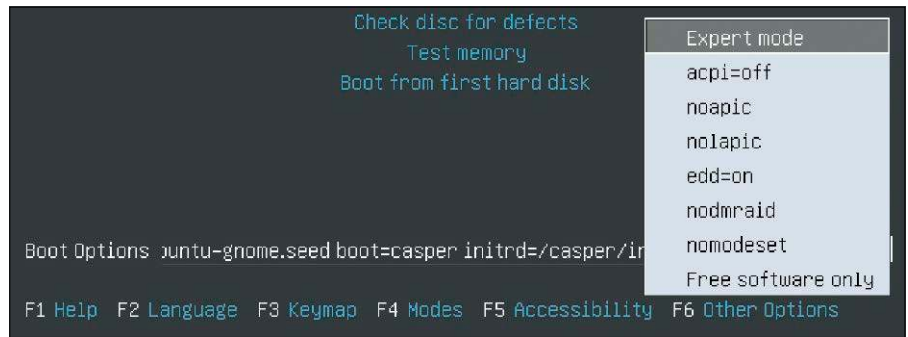 Check disc for defects
Test memory
Boot from first hard disk
Expert mode
acpi=off
noapic
nolapic
edd=on
nodmraid
nomodeset
Free software only
Boot Options untu-gnome.seed boot=casper initrd=/casper/in
F1 Help F2 Language F3 Keymap F4 Modes F5 Accessibility F6 Other Options